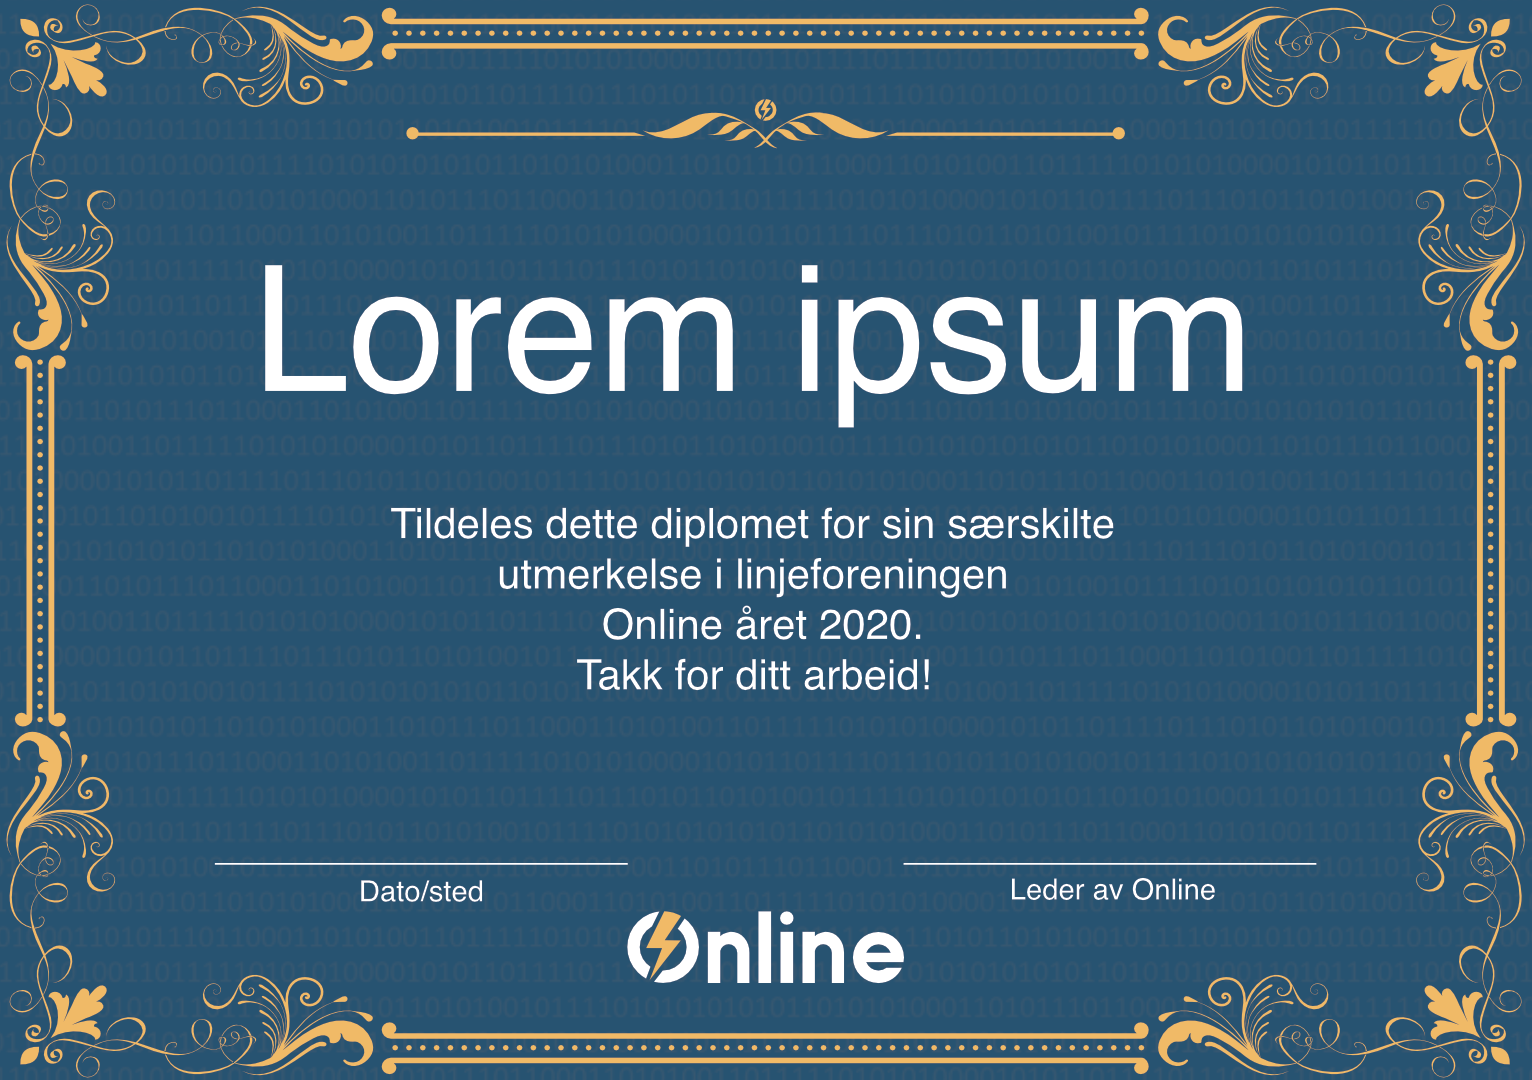 Lorem ipsum
Tildeles dette diplomet for sin særskilte
utmerkelse i linjeforeningen
Online året 2020.
Takk for ditt arbeid!
Dato/sted
Leder av Online
Online